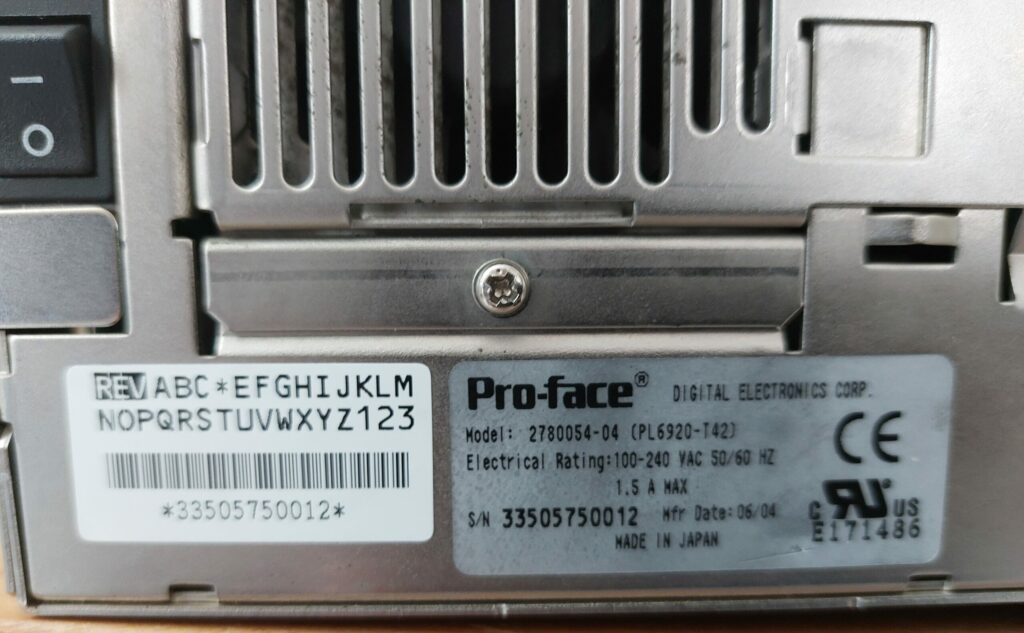 REV ABC*EFGHIJKLM
NOPQRSTUVWXYZ123
*33505750012*
Pro-face® DIGITAL ELECTRONICS CORP.
Model: 2780054-04 (PL6920-T42)
Electrical Rating:100-240 VAC 50/60 HZ
1.5 A MAX
S/N 33505750012 Mfr Date:06/04
MADE IN JAPAN
CE
C RU® US
E171486